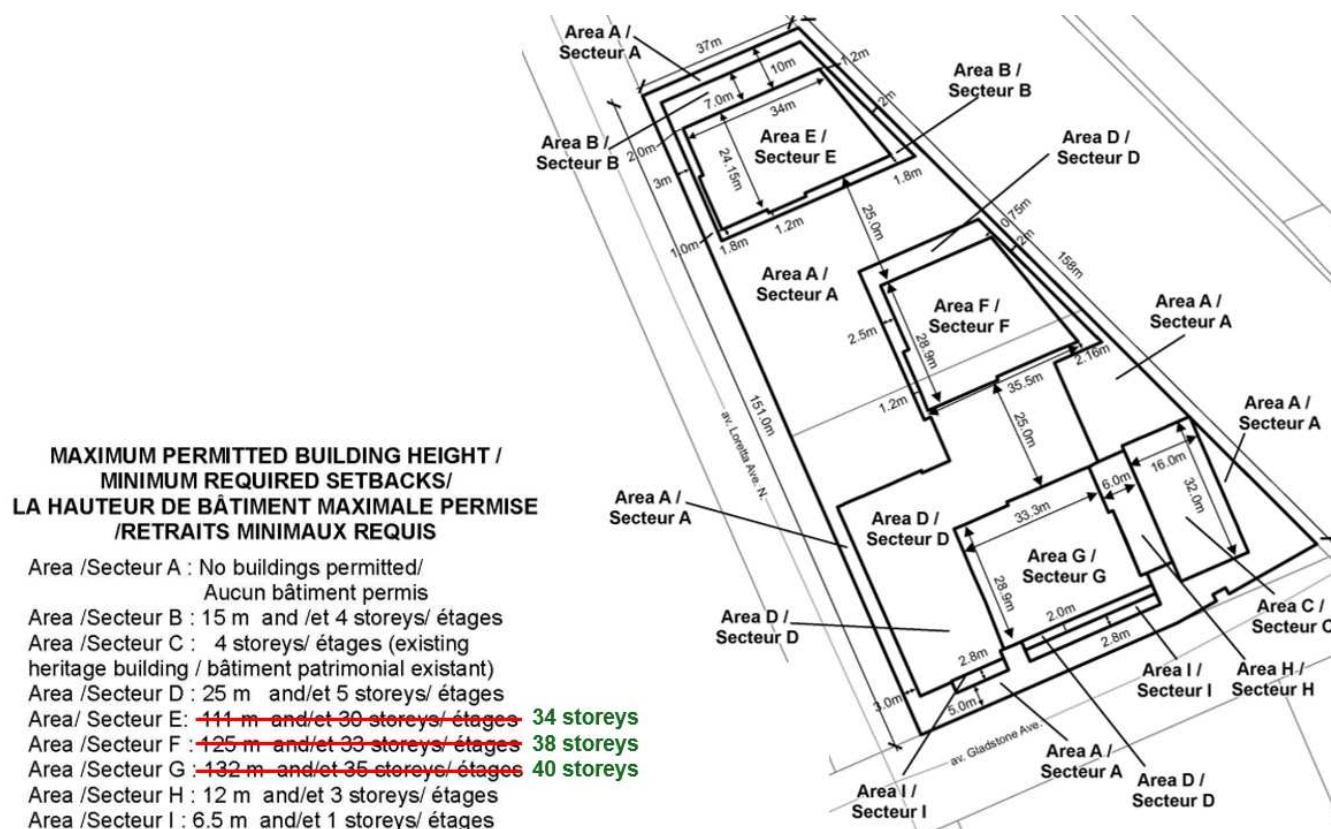 MAXIMUM PERMITTED BUILDING HEIGHT /
MINIMUM REQUIRED SETBACKS/
LA HAUTEUR DE BÂTIMENT MAXIMALE PERMISE
/RETRAITS MINIMAUX REQUIS
Area /Secteur A : No buildings permitted/
Aucun bâtiment permis
Area /Secteur B : 15 m and /et 4 storeys/ étages
Area /Secteur C : 4 storeys/ étages (existing
heritage building / bâtiment patrimonial existant)
Area /Secteur D : 25 m and/et 5 storeys/ étages
Area/ Secteur E: 111 m and/et 30 storeys/ étages 34 storeys
Area /Secteur F : 125 m and/et 33 storeys/ étages 38 storeys
Area /Secteur G : 132 m and/et 35 storeys/ étages 40 storeys
Area /Secteur H : 12 m and/et 3 storeys/ étages
Area /Secteur I : 6.5 m and/et 1 storeys/ étages
Area A /
Secteur A
37m
10m
1.2m
7.0m
34m
2m
Area B /
Secteur B
Area B /
Secteur B
2.0m
Area E /
Secteur E
24.15m
3m
1.8m
1.2m
1.8m
1.0m
Area D /
Secteur D
25.0m
0.75m
2m
158m
Area A /
Secteur A
Area F /
Secteur F
2.5m
28.9m
1.2m
35.5m
2.16m
Area A /
Secteur A
151.0m
av. Loretta Ave. N.
25.0m
Area A /
Secteur A
16.0m
6.0m
32.0m
Area A /
Secteur A
Area D /
Secteur D
33.3m
Area G /
Secteur G
28.9m
2.0m
2.8m
Area C /
Secteur C
Area D /
Secteur D
2.8m
3.0m
5.0m
Area I /
Secteur I
Area H /
Secteur H
av. Gladstone Ave.
Area A /
Secteur A
Area D /
Secteur D
Area I /
Secteur I